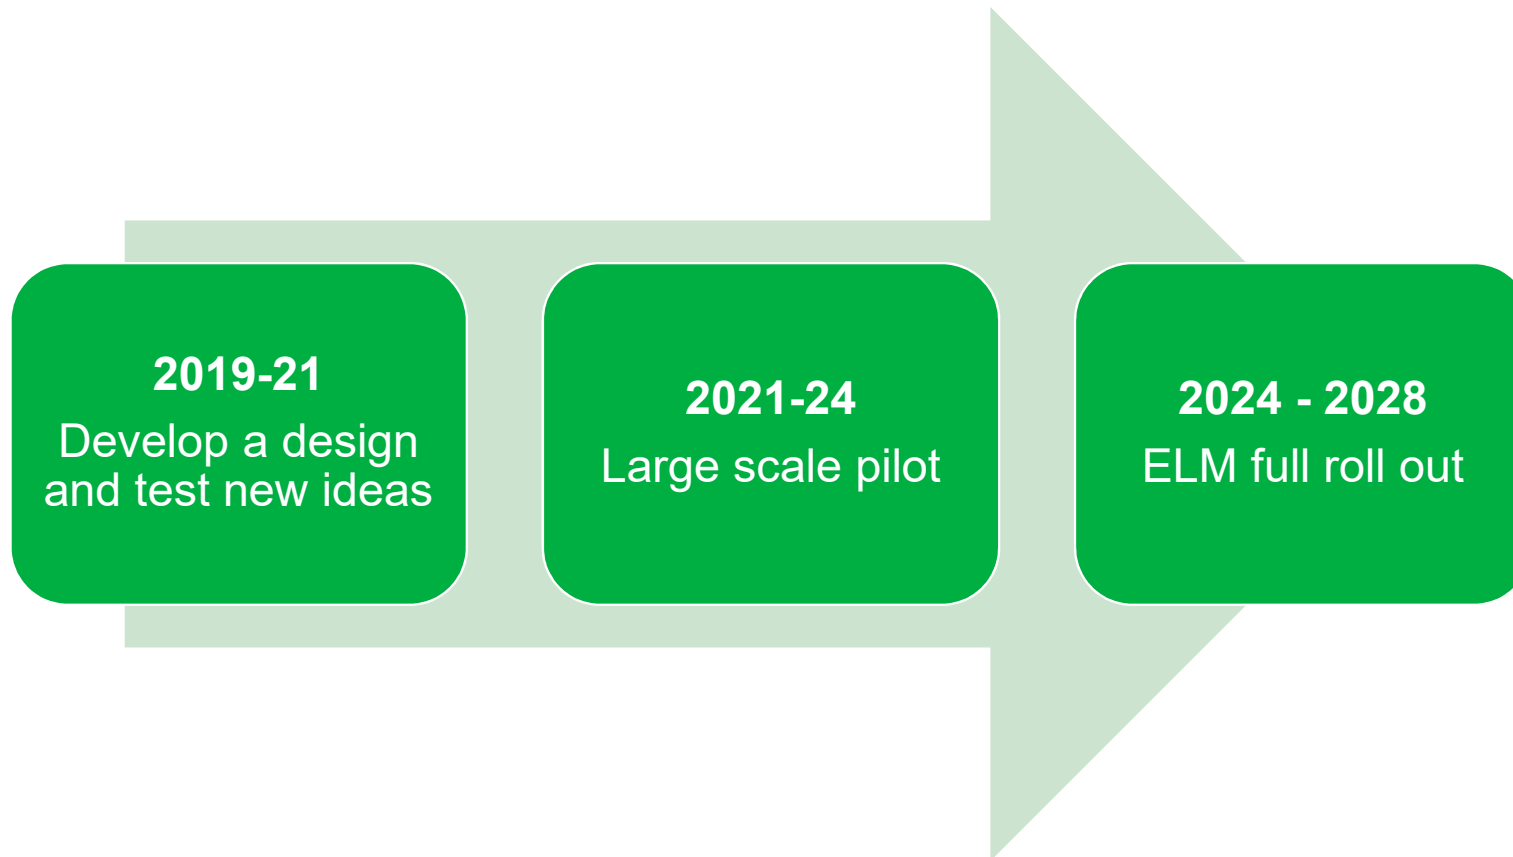 2019-21
Develop a design
and test new ideas
2021-24
Large scale pilot
2024 - 2028
ELM full roll out